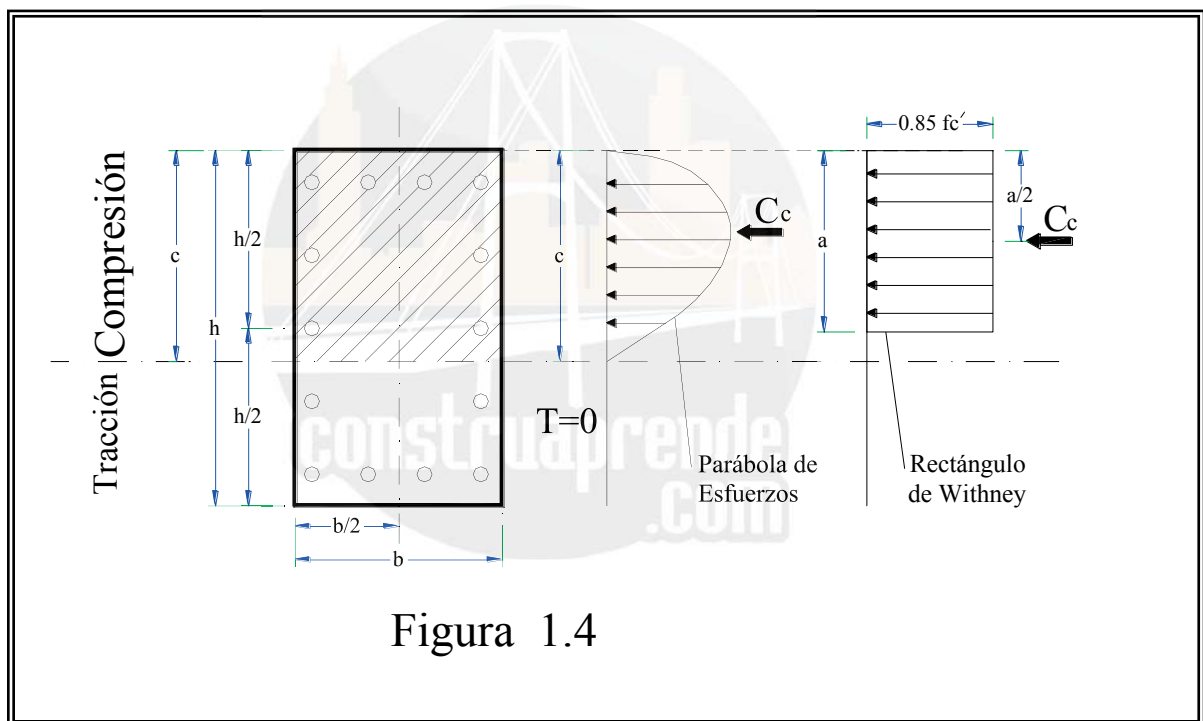 0.85 fc´
Tracción Compresión
c
h
h/2
h/2
c
Cc
a
a/2
Cc
T=0
construaprende
.com
Parábola de
Esfuerzos
Rectángulo
de Withney
b/2
b
Figura 1.4